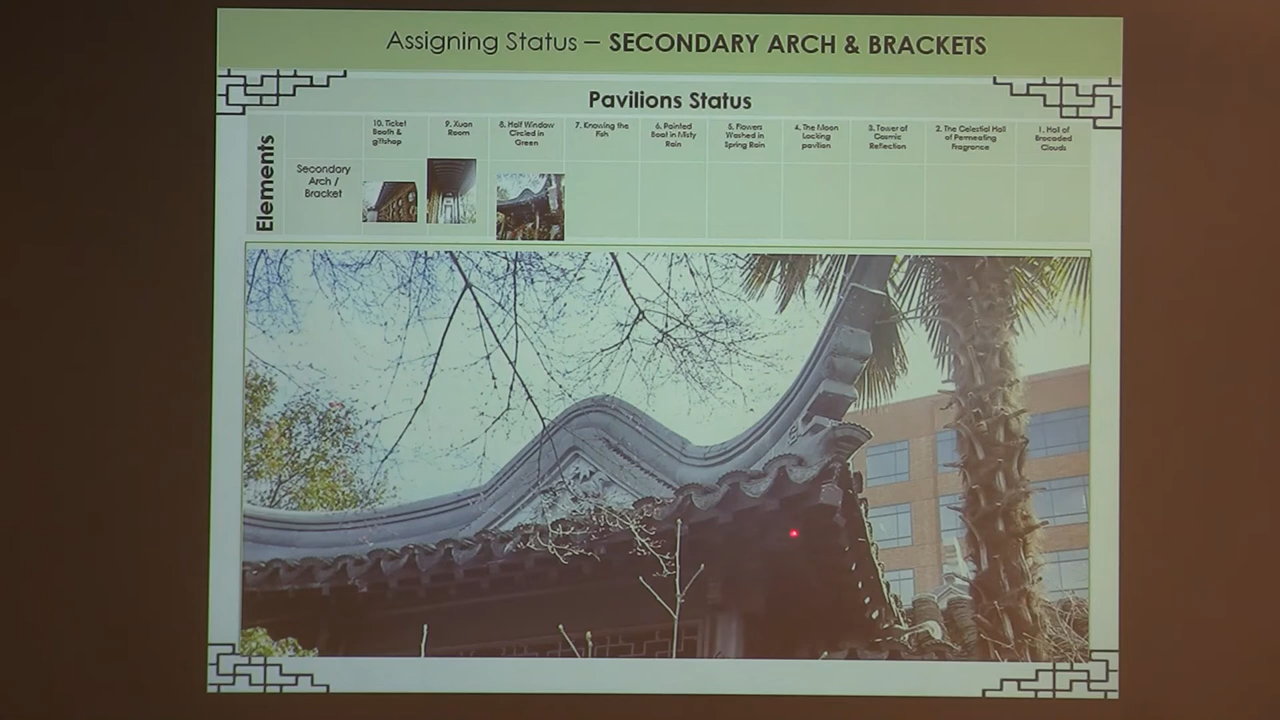 Assigning Status – SECONDARY ARCH & BRACKETS
Pavilions Status
Elements
10. Ticket
Booth &
giftshop
9. Xuan
Room
8. Half Window
Circled in
Green
7. Knowing the
Fish
6. Painted
Boat in Misty
Rain
5. Flowers
Washed in
Spring Rain
4. The Moon
Locking
pavilion
3. Tower of
Cosmic
Reflection
2. The Celestial Hall
of Permeating
Fragrance
1. Hall of
Brocaded
Clouds
Secondary
Arch /
Bracket